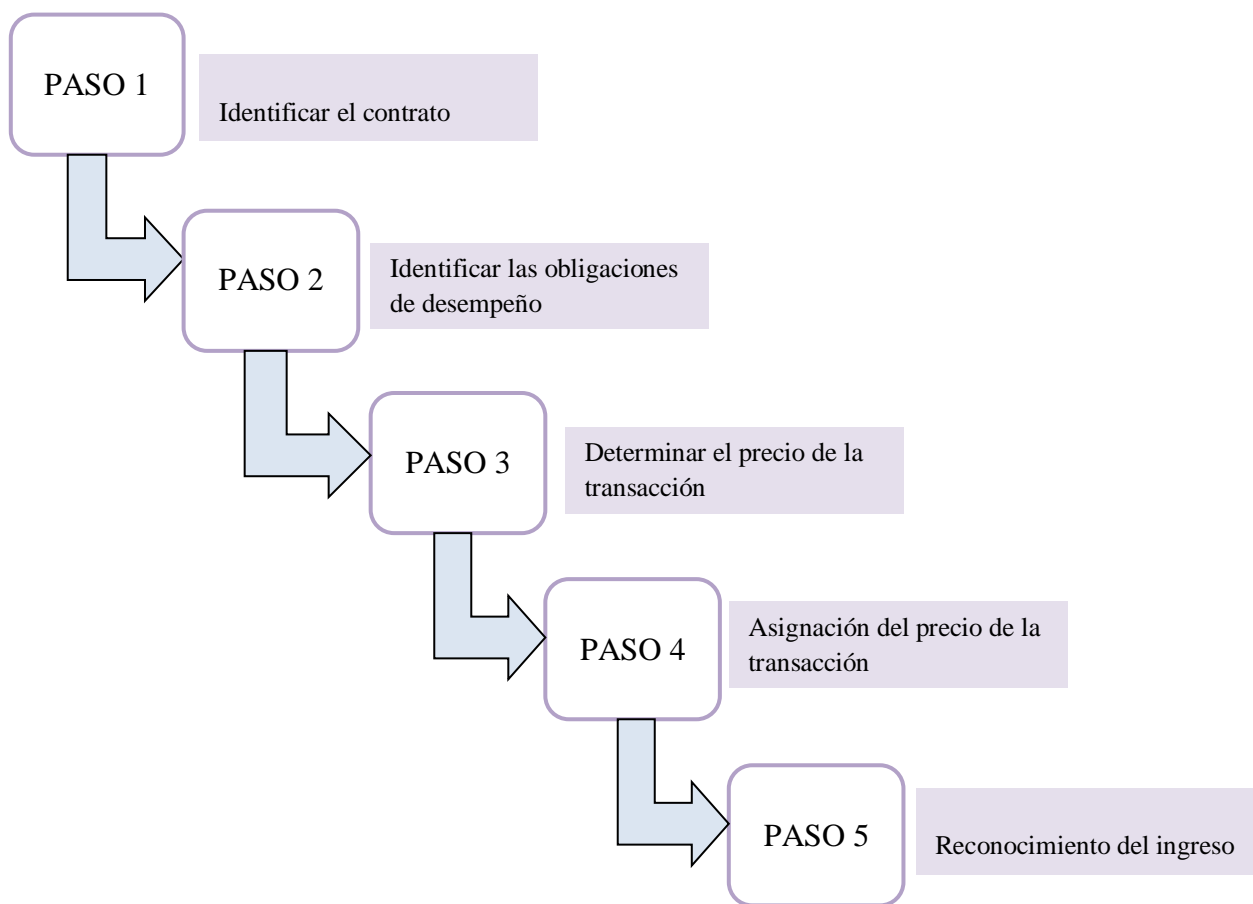 PASO 1
Identificar el contrato
PASO 2
Identificar las obligaciones
de desempeño
PASO 3
Determinar el precio de la
transacción
PASO 4
Asignación del precio de la
transacción
PASO 5
Reconocimiento del ingreso